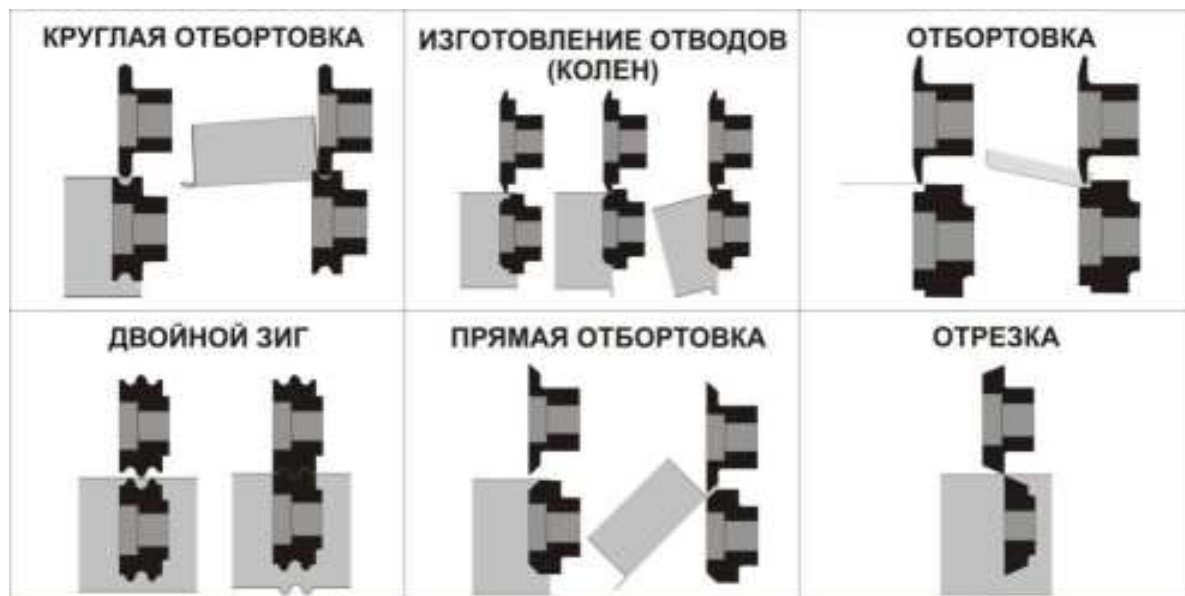 КРУГЛАЯ ОТБОРТОВКА
ИЗГОТОВЛЕНИЕ ОТВОДОВ
(КОЛЕН)
ОТБОРТОВКА
ДВОЙНОЙ ЗИГ
ПРЯМАЯ ОТБОРТОВКА
ОТРЕЗКА